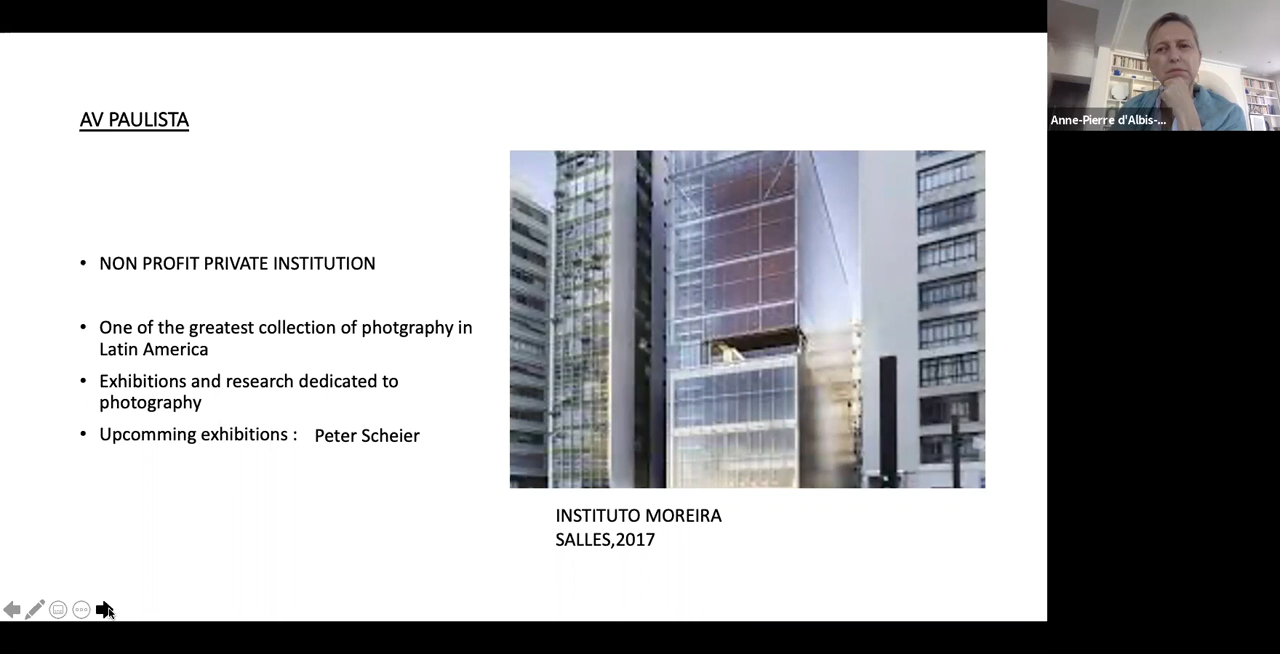 AV PAULISTA
• NON PROFIT PRIVATE INSTITUTION
• One of the greatest collection of photgraphy in
Latin America
• Exhibitions and research dedicated to
photography
• Upcomming exhibitions : Peter Scheier
INSTITUTO MOREIRA
SALLES,2017
Anne-Pierre d'Albis-...